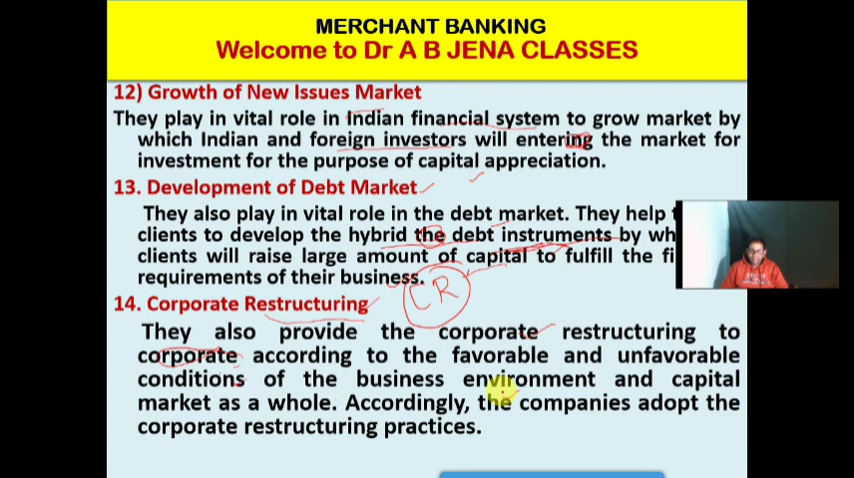 MERCHANT BANKING
Welcome to Dr A B JENA CLASSES
12) Growth of New Issues Market
They play in vital role in Indian financial system to grow market by
which Indian and foreign investors will entering the market for
investment for the purpose of capital appreciation.
13. Development of Debt Market
They also play in vital role in the debt market. They help
clients to develop the hybrid the debt instruments by
clients will raise large amount of capital to fulfill the
requirements of their business.
CR
14. Corporate Restructuring
They also provide the corporate restructuring to
corporate according to the favorable and unfavorable
conditions of the business environment and capital
market as a whole. Accordingly, the companies adopt the
corporate restructuring practices.